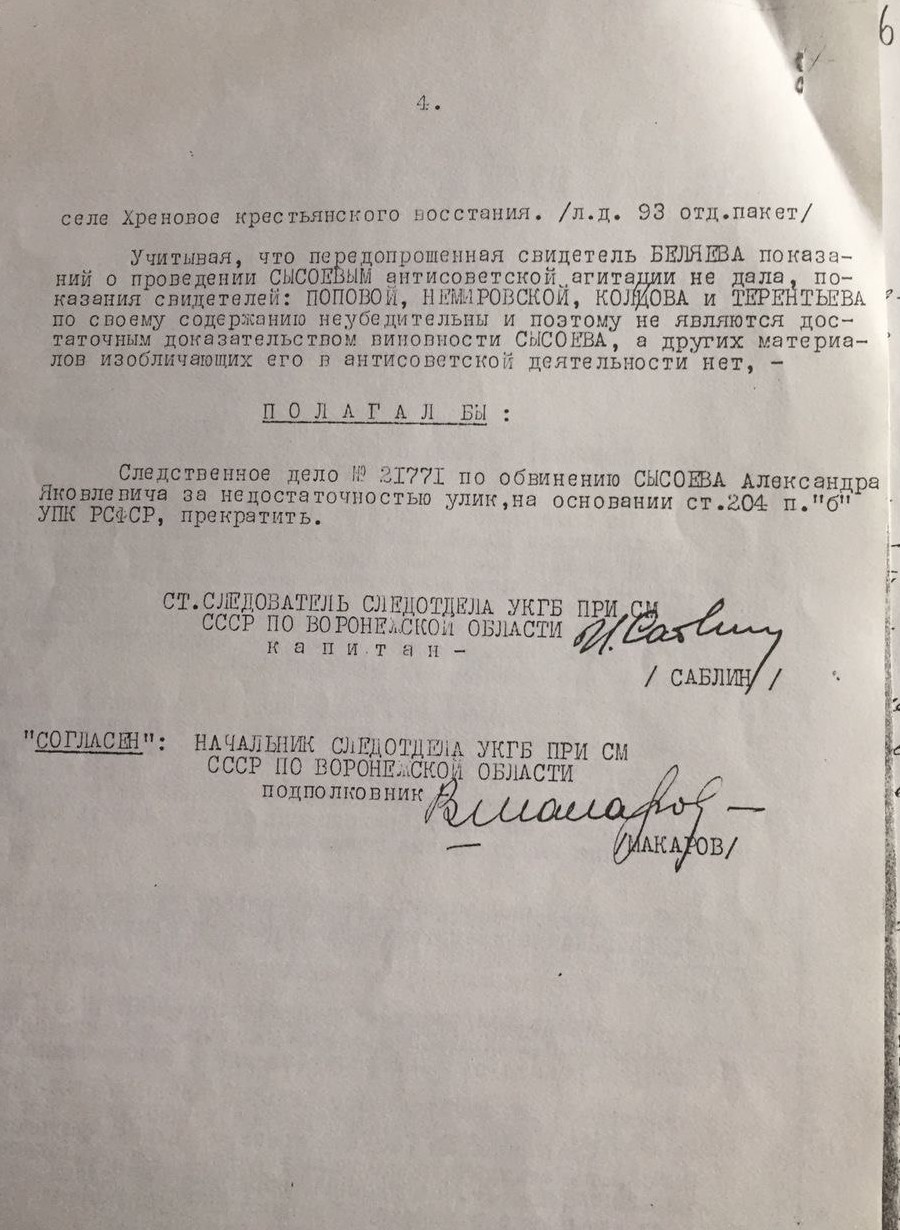 6
4.
селе Хреновое крестьянского восстания. /л.д. 93 отд.пакет/
Учитывая, что передопрошенная свидетель БЕЛЯЕВА показа-
ний о проведении СЫСОЕВЫМ антисоветской агитации не дала, по-
казания свидетелей: ПОПОВОЙ, НЕМИРОВСКОЙ, КОЛЦОВА и ТЕРЕНТЬЕВА
по своему содержанию неубедительны и поэтому не являются дос-
таточным доказательством виновности СЫСОЕВА, а других материа-
лов изобличающих его в антисоветской деятельности нет, -
П О Л А Г А Л БЫ :
Следственное дело № 21771 по обвинению СЫСОЕВА Александра
Яковлевича за недостаточностью улик,на основании ст.204 п."б"
УПК РСФСР, прекратить.
СТ.СЛЕДОВАТЕЛЬ СЛЕДОТДЕЛА УКГБ ПРИ СМ
СССР ПО ВОРОНЕЖСКОЙ ОБЛАСТИ
к а п и т а н -
/ САБЛИН /
"СОГЛАСЕН": НАЧАЛЬНИК СЛЕДОТДЕЛА УКГБ ПРИ СМ
СССР ПО ВОРОНЕЖСКОЙ ОБЛАСТИ
ПОДПОЛКОВНИК
/МАКАРОВ/